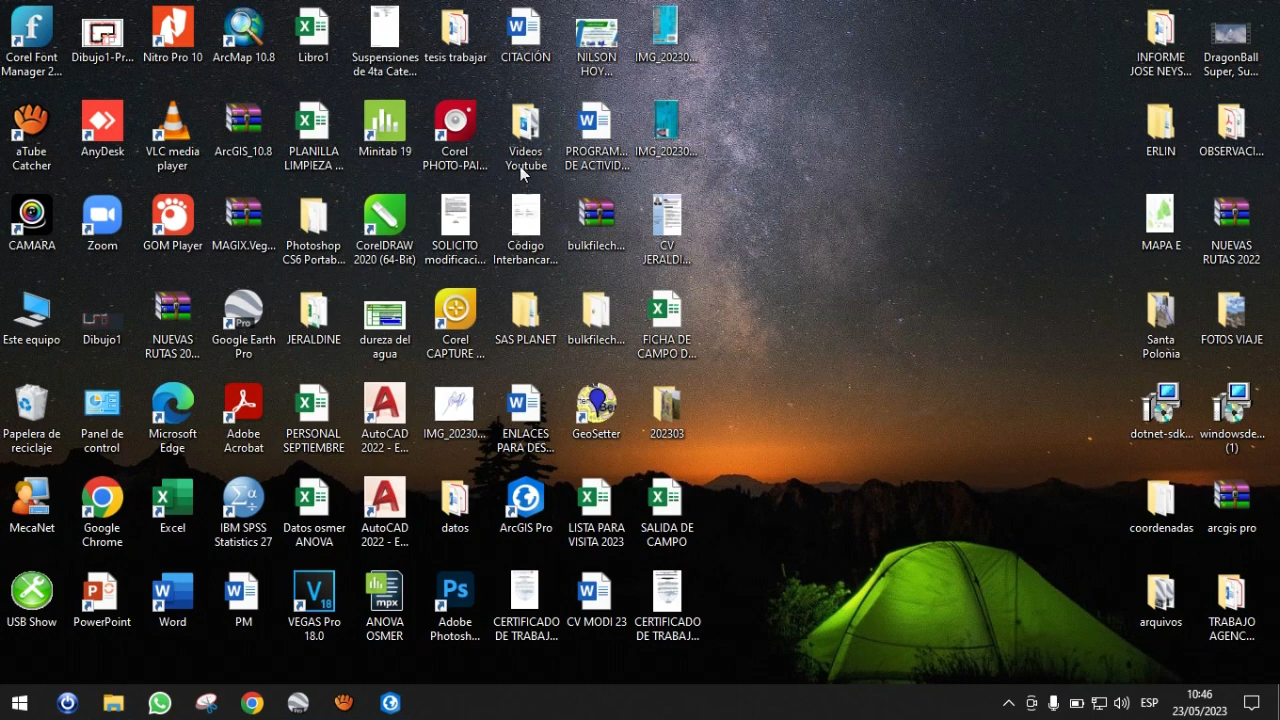 Corel Font
Manager 2...
Dibujo1-Pr...
Nitro Pro 10
ArcMap 10.8
Libro1
Suspensiones
de 4ta Cate...
tesis trabajar
CITACIÓN
NILSON
HOY...
IMG_20230...
INFORME
JOSE NEYS...
DragonBall
Super, Su...
aTube
Catcher
AnyDesk
VLC media
player
ArcGIS_10.8
PLANILLA
LIMPIEZA ...
Minitab 19
Corel
PHOTO-PAI...
Videos
Youtube
PROGRAM...
DE ACTIVID...
IMG_20230...
ERLIN
OBSERVACI...
CAMARA
Zoom
GOM Player
MAGIX.Veg...
Photoshop
CS6 Portab...
CorelDRAW
2020 (64-Bit)
SOLICITO
modificaci...
Código
Interbancar...
bulkfilech...
CV
JERALDI...
MAPA E
NUEVAS
RUTAS 2022
Este equipo
Dibujo1
NUEVAS
RUTAS 20...
Pro
Google Earth
Pro
JERALDINE
dureza del
agua
Corel
CAPTURE ...
SAS PLANET
bulkfilech...
FICHA DE
CAMPO D...
Santa
Polonia
FOTOS VIAJE
Papelera de
reciclaje
Panel de
control
Microsoft
Edge
Adobe
Acrobat
PERSONAL
SEPTIEMBRE
AutoCAD
2022 - E...
IMG_20230...
ENLACES
PARA DES...
GeoSetter
202303
dotnet-sdk...
windowsde...
(1)
MecaNet
Google
Chrome
Excel
IBM SPSS
Statistics 27
Datos osmer
ANOVA
AutoCAD
2022 - E...
datos
ArcGIS Pro
LISTA PARA
VISITA 2023
SALIDA DE
CAMPO
coordenadas
arcgis pro
USB Show
PowerPoint
Word
PM
V
18
VEGAS Pro
18.0
mpx
ANOVA
OSMER
Ps
Adobe
Photosh...
CERTIFICADO
DE TRABAJ...
CV MODI 23
CERTIFICADO
DE TRABAJ...
arquivos
TRABAJO
AGENC...
ESP
10:46
23/05/2023